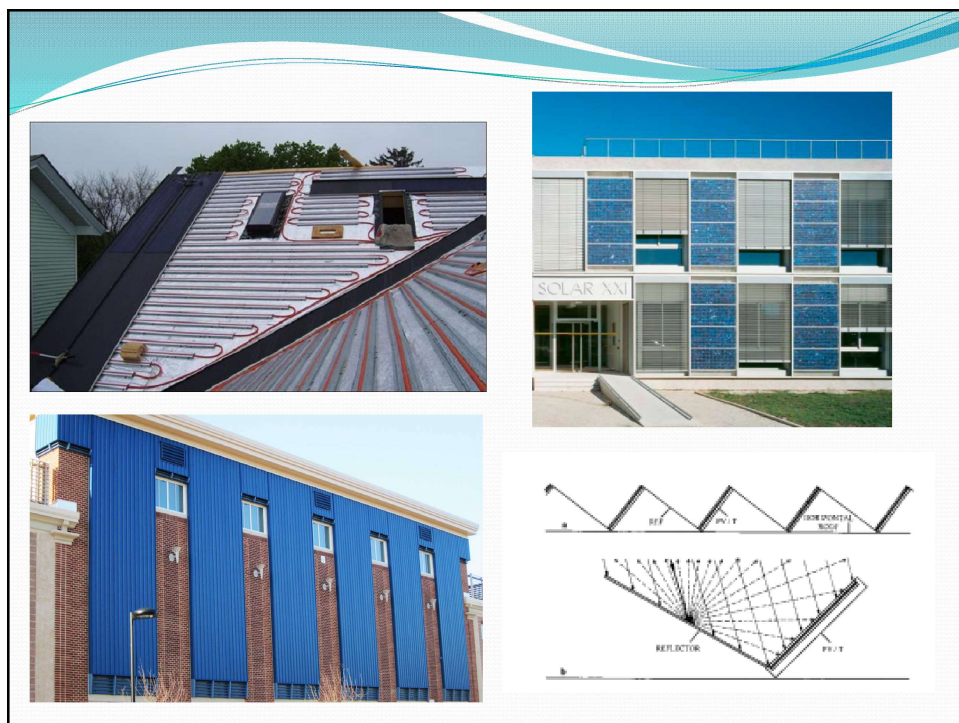 SOLAR XXI
REF
PV/T
HORIZONTAL
ROOF
a
REFLECTOR
PV/T
b